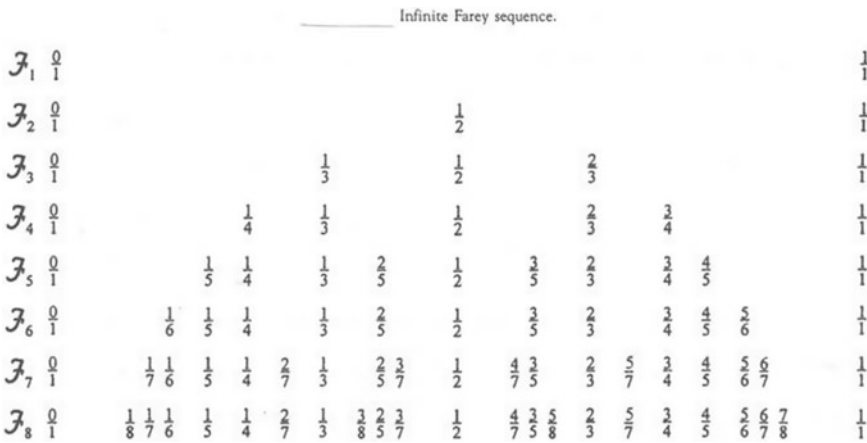 Infinite Farey sequence.
ℱ₁ 0/1 1/1
ℱ₂ 0/1 1/2 1/1
ℱ₃ 0/1 1/3 1/2 2/3 1/1
ℱ₄ 0/1 1/4 1/3 1/2 2/3 3/4 1/1
ℱ₅ 0/1 1/5 1/4 1/3 2/5 1/2 3/5 2/3 3/4 4/5 1/1
ℱ₆ 0/1 1/6 1/5 1/4 1/3 2/5 1/2 3/5 2/3 3/4 4/5 5/6 1/1
ℱ₇ 0/1 1/7 1/6 1/5 1/4 2/7 1/3 2/5 3/7 1/2 4/7 3/5 2/3 5/7 3/4 4/5 5/6 6/7 1/1
ℱ₈ 0/1 1/8 1/7 1/6 1/5 1/4 2/7 1/3 3/8 2/5 3/7 1/2 4/7 3/5 5/8 2/3 5/7 3/4 4/5 5/6 6/7 7/8 1/1